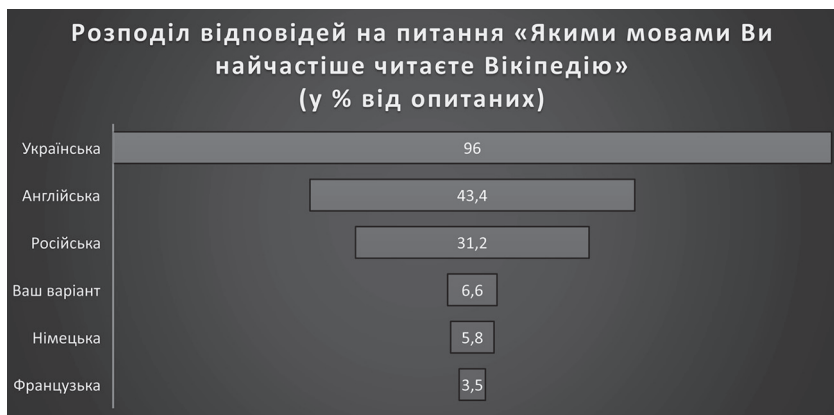 Розподіл відповідей на питання «Якими мовами Ви
найчастіше читаєте Вікіпедію»
(у % від опитаних)
Українська 96
Англійська 43,4
Російська 31,2
Ваш варіант 6,6
Німецька 5,8
Французька 3,5